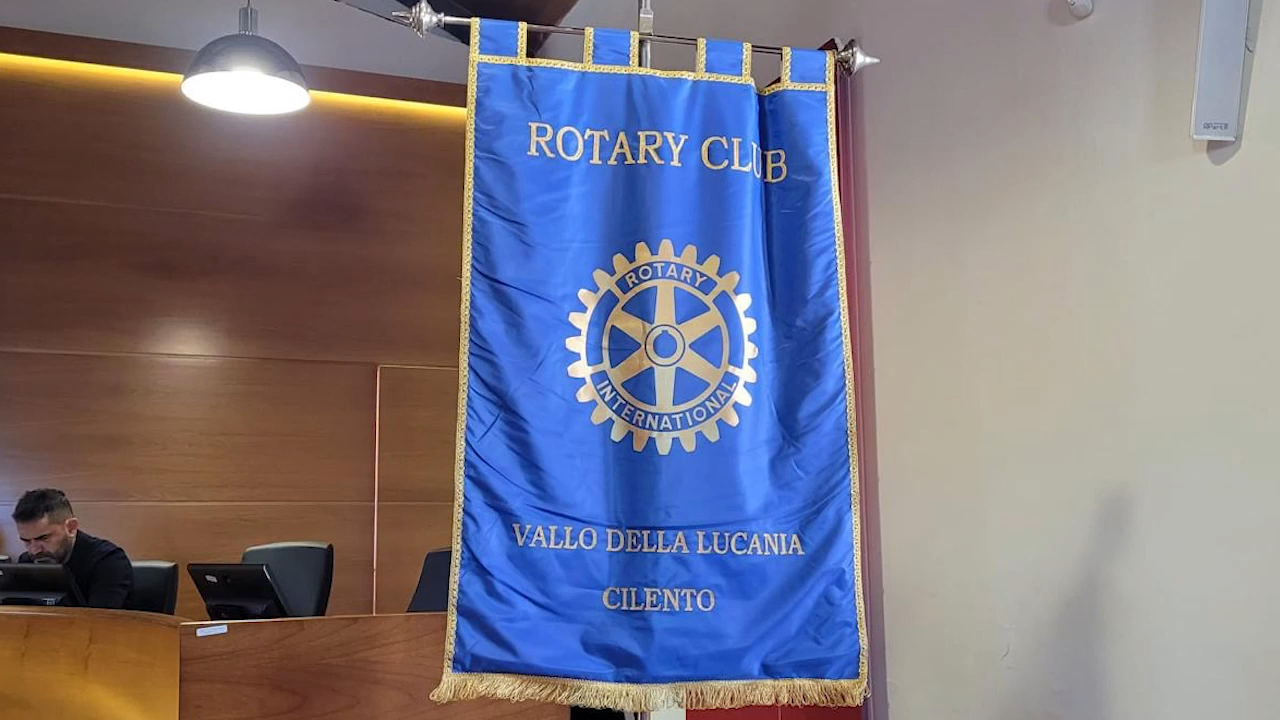 ROTARY CLUB
ROTARY
INTERNATIONAL
VALLO DELLA LUCANIA
CILENTO